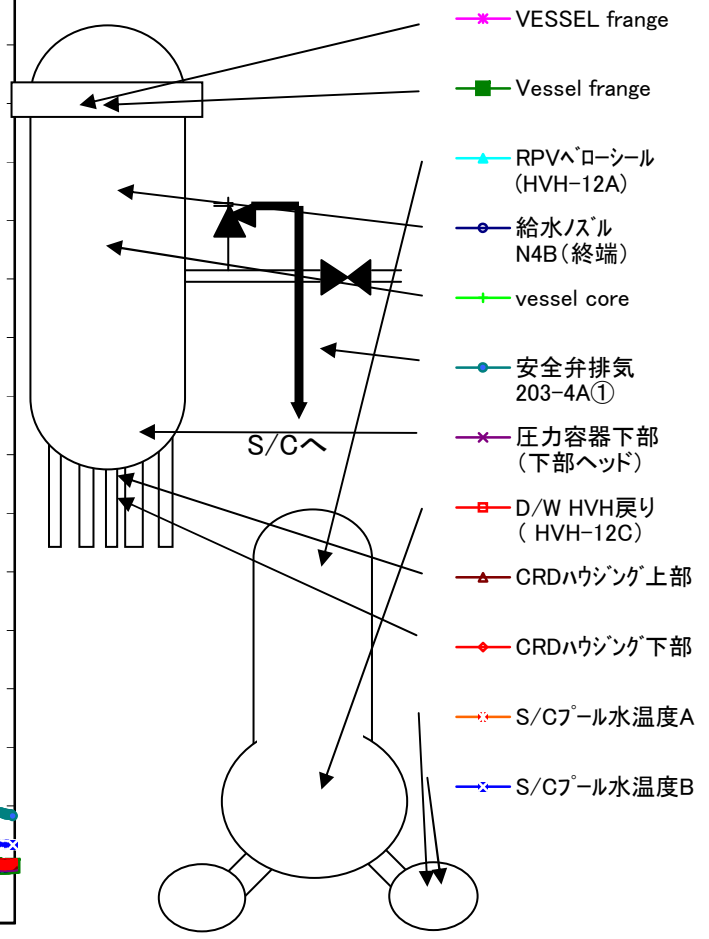 VESSEL frange
Vessel frange
RPVベローシール
(HVH-12A)
給水ノズル
N4B(終端)
vessel core
安全弁排気
203-4A①
S/Cへ
圧力容器下部
(下部ヘッド)
D/W HVH戻り
( HVH-12C)
CRDハウジング上部
CRDハウジング下部
S/Cプール水温度A
S/Cプール水温度B